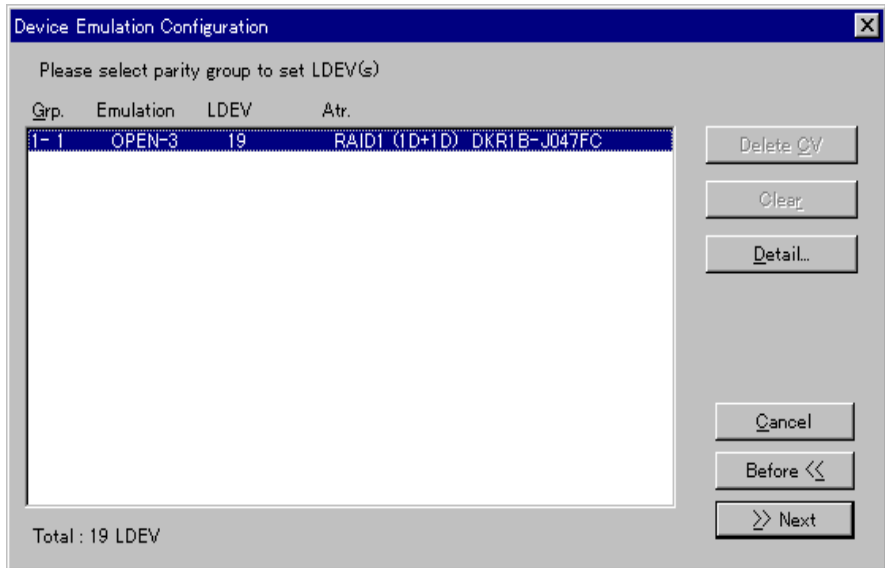 Device Emulation Configuration
Please select parity group to set LDEV(s)
Grp. Emulation LDEV Atr.
1- 1 OPEN-3 19 RAID1 (1D+1D) DKR1B-J047FC
Delete CV
Clear
Detail...
Cancel
Before <<
>> Next
Total : 19 LDEV